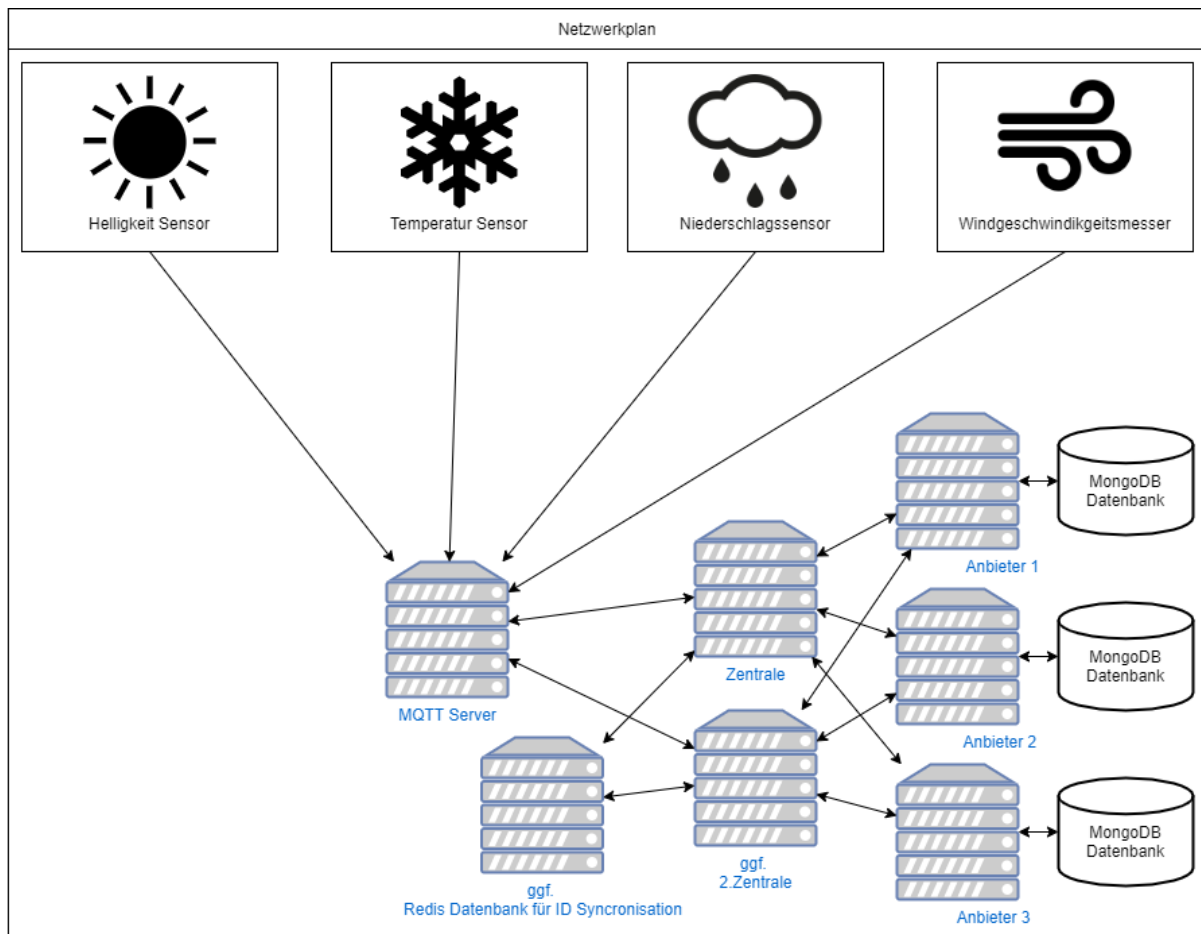 Netzwerkplan
Helligkeit Sensor
Temperatur Sensor
Niederschlagssensor
Windgeschwindikgeitsmesser
MongoDB
Datenbank
Anbieter 1
MQTT Server
Zentrale
MongoDB
Datenbank
Anbieter 2
ggf.
Redis Datenbank für ID Syncronisation
ggf.
2.Zentrale
MongoDB
Datenbank
Anbieter 3